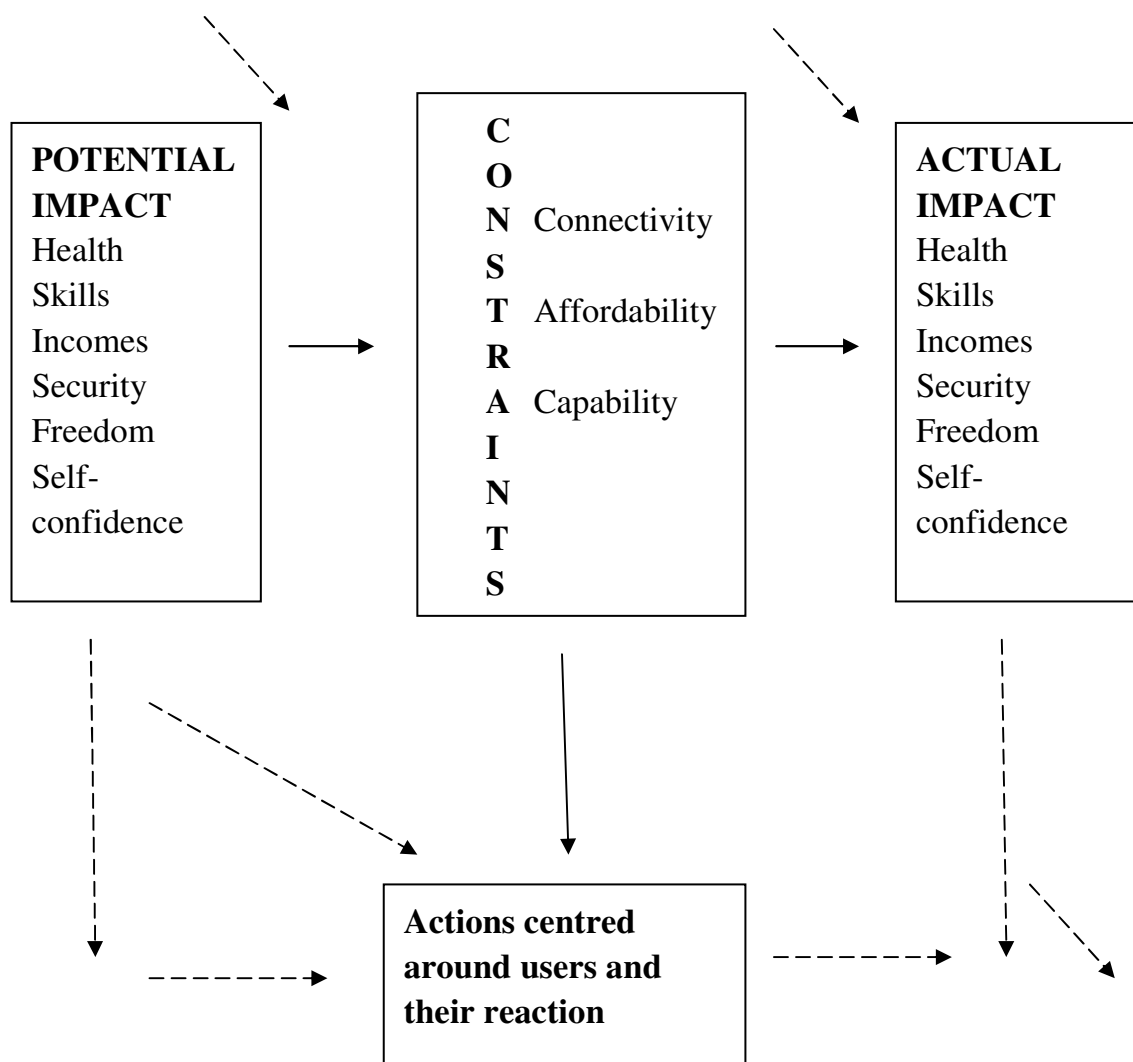 POTENTIAL
IMPACT
Health
Skills
Incomes
Security
Freedom
Self-
confidence
C
O
N Connectivity
S
T Affordability
R
A Capability
I
N
T
S
ACTUAL
IMPACT
Health
Skills
Incomes
Security
Freedom
Self-
confidence
Actions centred
around users and
their reaction